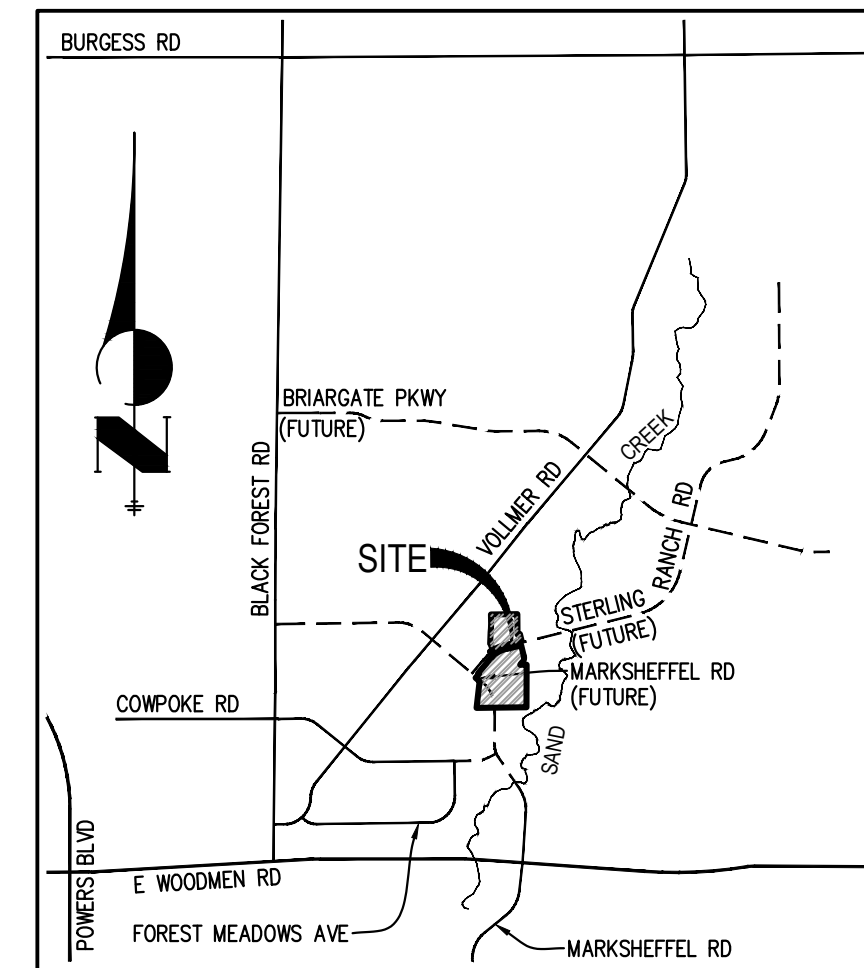 BURGESS RD
BRIARGATE PKWY
(FUTURE)
CREEK
BLACK FOREST RD
VOLLMER RD
RANCH RD
SITE
STERLING
(FUTURE)
MARKSHEFFEL RD
(FUTURE)
COWPOKE RD
SAND
POWERS BLVD
E WOODMEN RD
FOREST MEADOWS AVE
MARKSHEFFEL RD
N